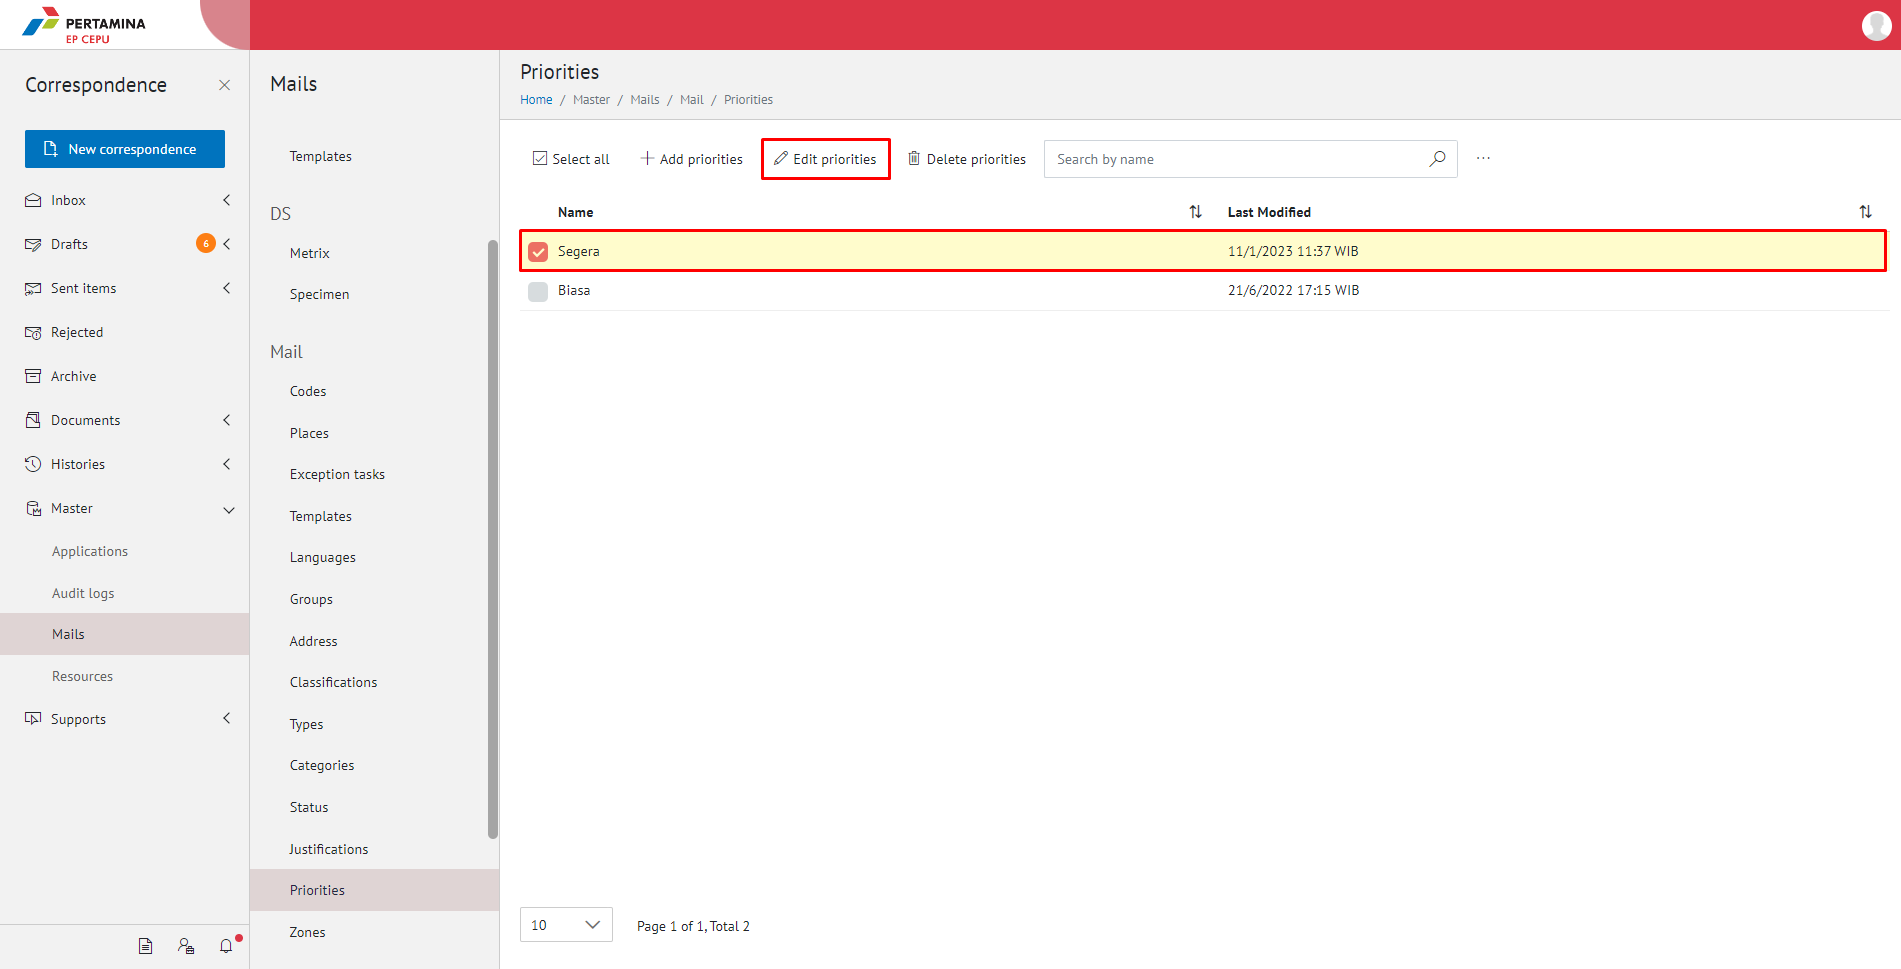 PERTAMINA
EP CEPU
Correspondence
New correspondence
Inbox
Drafts
6
Sent items
Rejected
Archive
Documents
Histories
Master
Applications
Audit logs
Mails
Resources
Supports
Mails
Templates
DS
Metrix
Specimen
Mail
Codes
Places
Exception tasks
Templates
Languages
Groups
Address
Classifications
Types
Categories
Status
Justifications
Priorities
Zones
Priorities
Home / Master / Mails / Mail / Priorities
Select all Add priorities Edit priorities Delete priorities Search by name ...
Name Last Modified
Segera 11/1/2023 11:37 WIB
Biasa 21/6/2022 17:15 WIB
10 Page 1 of 1, Total 2